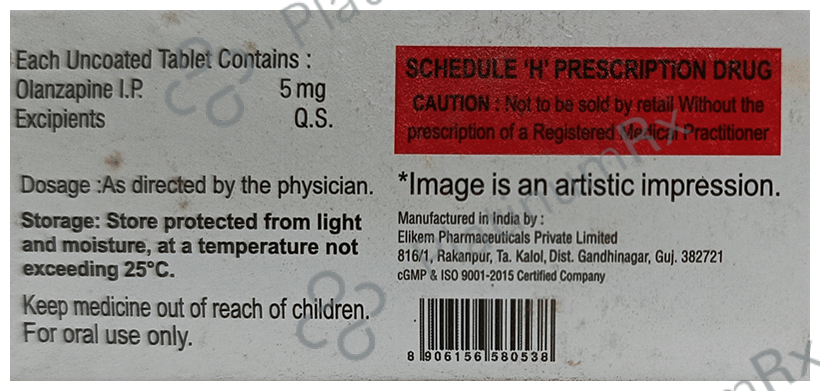 Each Uncoated Tablet Contains :
Olanzapine I.P. 5 mg
Excipients Q.S.
Dosage :As directed by the physician.
Storage: Store protected from light
and moisture, at a temperature not
exceeding 25°C.
Keep medicine out of reach of children.
For oral use only.
SCHEDULE 'H' PRESCRIPTION DRUG
CAUTION : Not to be sold by retail Without the
prescription of a Registered Medical Practitioner
*Image is an artistic impression.
Manufactured in India by :
Elikem Pharmaceuticals Private Limited
816/1, Rakanpur, Ta. Kalol, Dist. Gandhinagar, Guj. 382721
cGMP & ISO 9001-2015 Certified Company
8 906156 580538
PlatinumRx